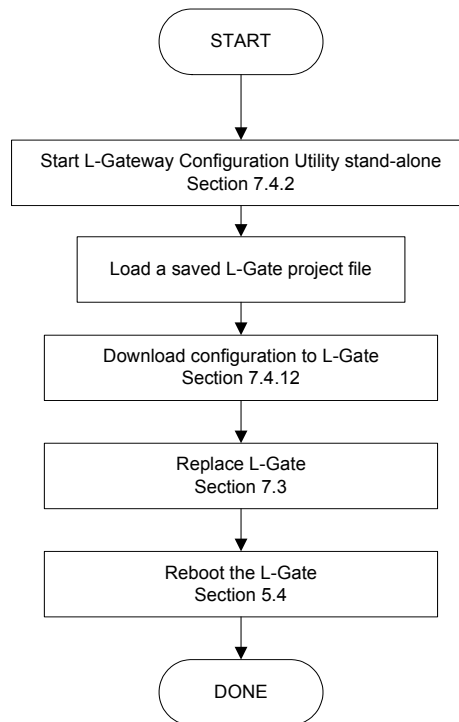 START
Start L-Gateway Configuration Utility stand-alone
Section 7.4.2
Load a saved L-Gate project file
Download configuration to L-Gate
Section 7.4.12
Replace L-Gate
Section 7.3
Reboot the L-Gate
Section 5.4
DONE